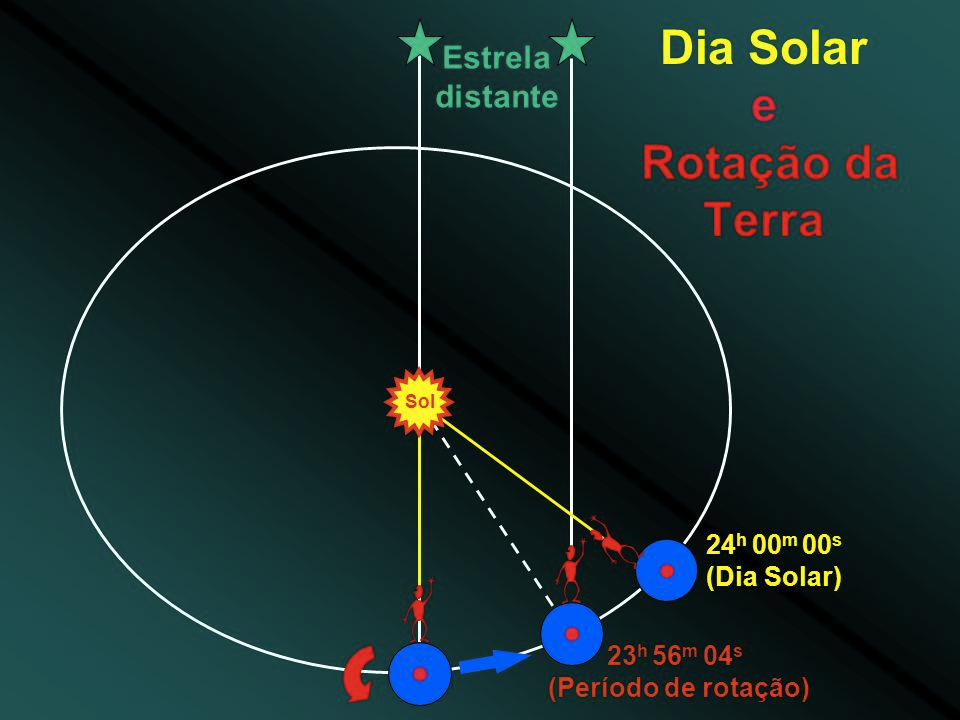 Dia Solar
e
Rotação da
Terra
Estrela
distante
Sol
24ʰ 00ᵐ 00ˢ
(Dia Solar)
23ʰ 56ᵐ 04ˢ
(Período de rotação)